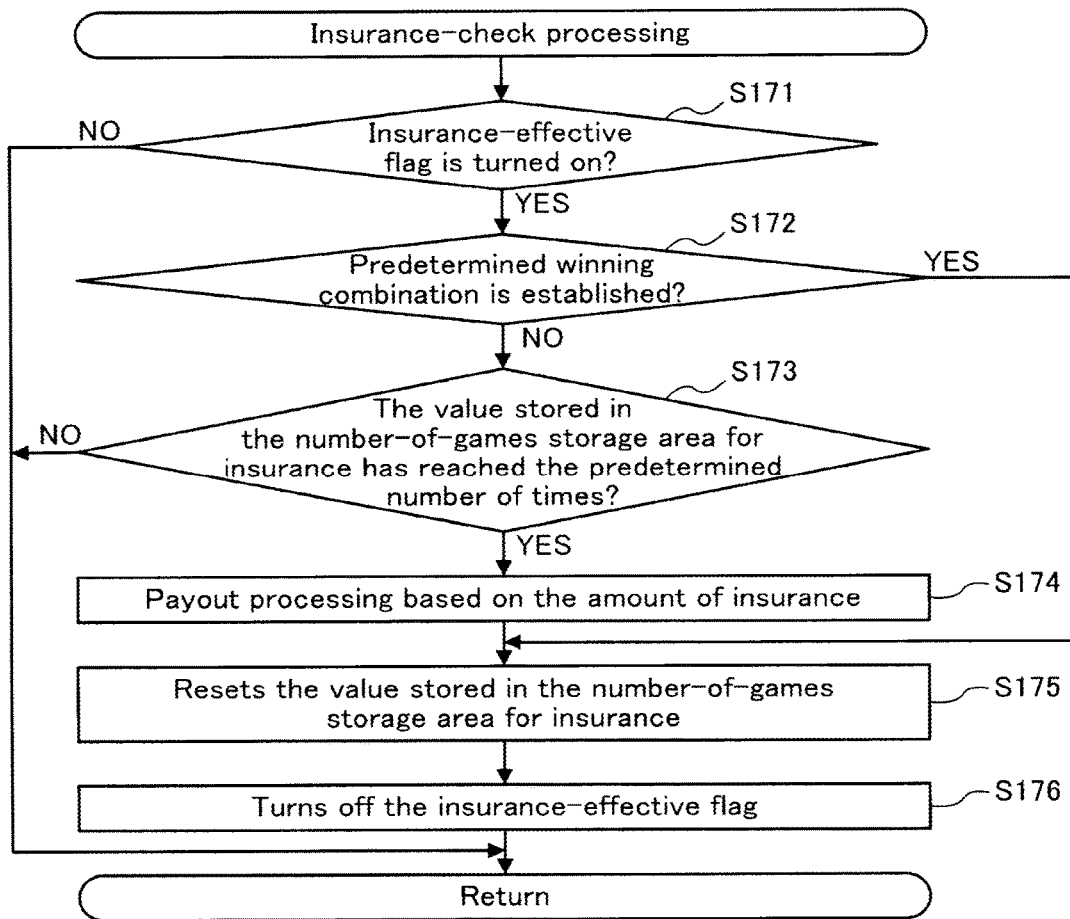 Insurance-check processing
S171
NO
Insurance-effective
flag is turned on?
YES
S172
Predetermined winning
combination is established?
YES
NO
S173
The value stored in
the number-of-games storage area for
insurance has reached the predetermined
number of times?
NO
YES
Payout processing based on the amount of insurance
S174
Resets the value stored in the number-of-games
storage area for insurance
S175
Turns off the insurance-effective flag
S176
Return